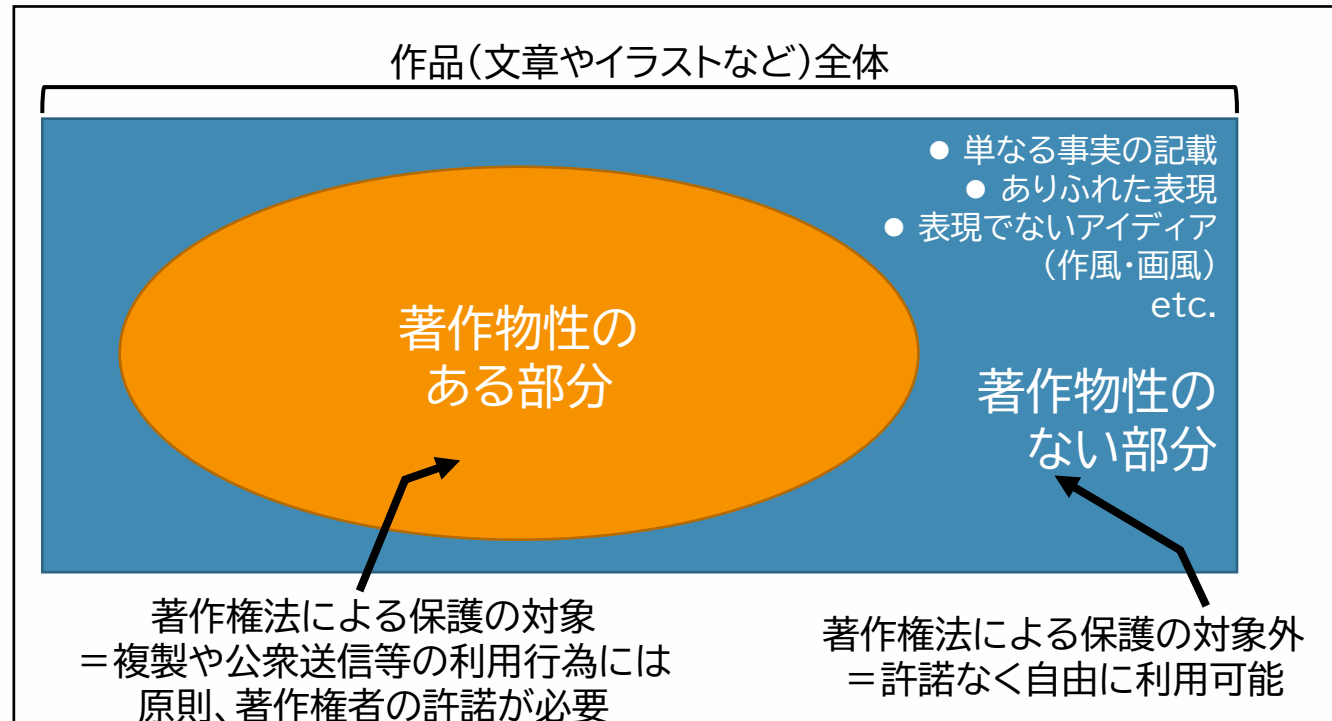 作品(文章やイラストなど)全体
● 単なる事実の記載
● ありふれた表現
● 表現でないアイディア
(作風・画風)
etc.
著作物性の
ある部分
著作物性の
ない部分
著作権法による保護の対象
=複製や公衆送信等の利用行為には
原則、著作権者の許諾が必要
著作権法による保護の対象外
=許諾なく自由に利用可能